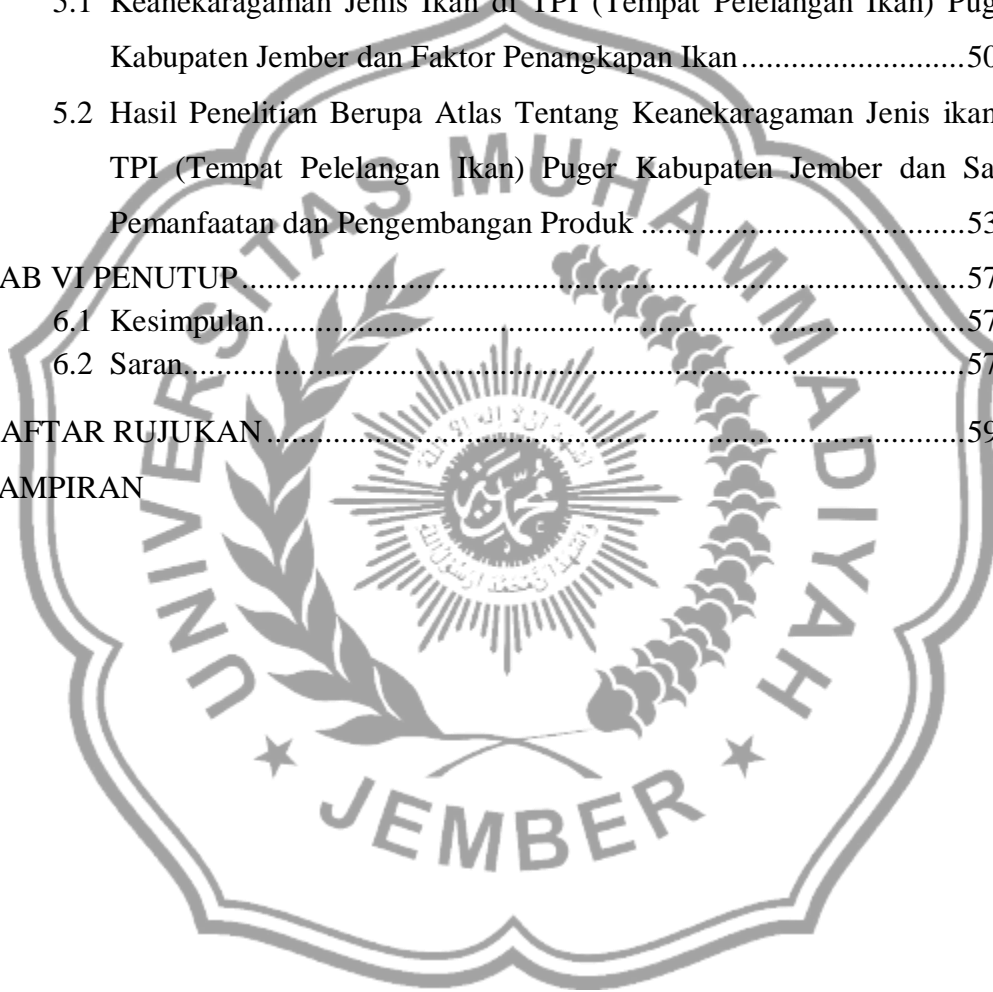 5.1 Keanekaragaman Jenis Ikan di TPI (Tempat Pelelangan Ikan) Pug
Kabupaten Jember dan Faktor Penangkapan Ikan..........................50
5.2 Hasil Penelitian Berupa Atlas Tentang Keanekaragaman Jenis ikan
TPI (Tempat Pelelangan Ikan) Puger Kabupaten Jember dan Sa
Pemanfaatan dan Pengembangan Produk ......................................53
AB VI PENUTUP....................................................................................57
6.1 Kesimpulan.................................................................................57
6.2 Saran...........................................................................................57
AFTAR RUJUKAN.................................................................................59
AMPIRAN
UNIVERSITAS MUHAMMADIYAH
JEMBER